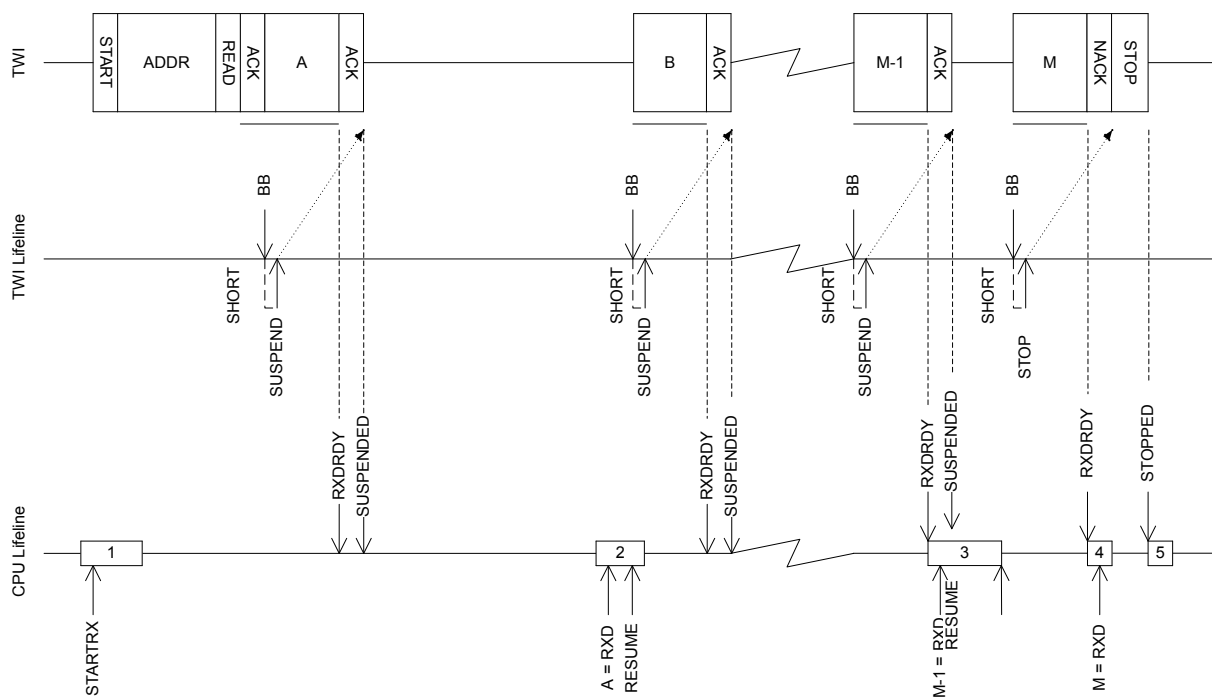 TWI
START
ADDR
READ
ACK
A
ACK
B
ACK
M-1
ACK
M
NACK
STOP
TWI Lifeline
BB
SHORT
SUSPEND
BB
SHORT
SUSPEND
BB
SHORT
SUSPEND
BB
SHORT
STOP
RXDRDY
SUSPENDED
RXDRDY
SUSPENDED
RXDRDY
SUSPENDED
RXDRDY
STOPPED
CPU Lifeline
1
2
3
4
5
STARTRX
A = RXD
RESUME
M-1 = RXD
RESUME
M = RXD